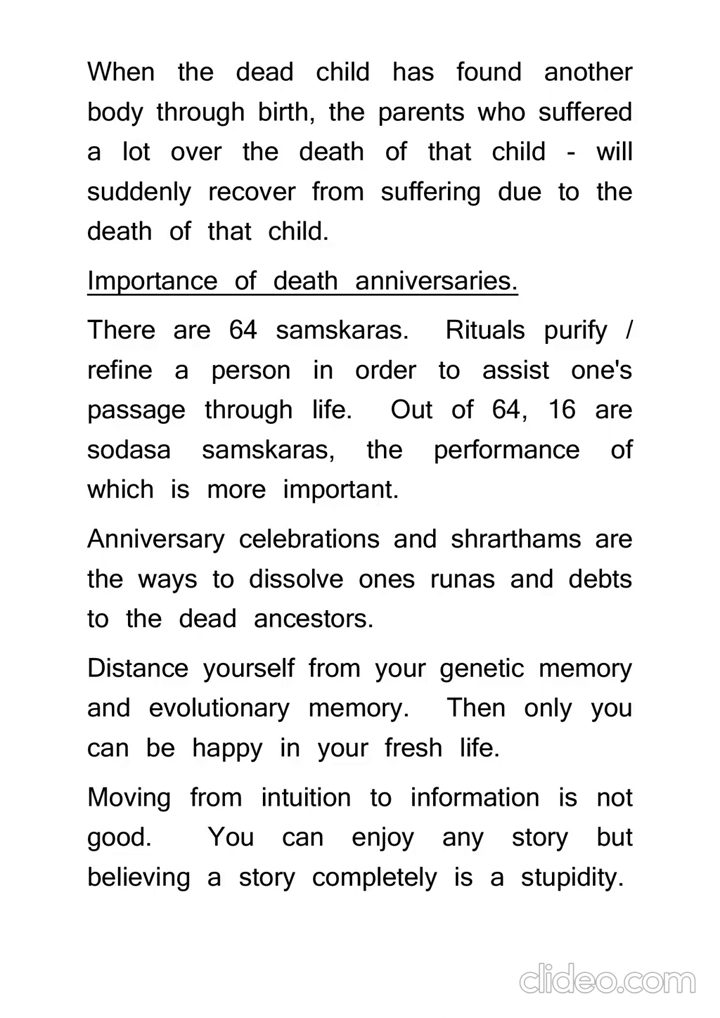 When the dead child has found another
body through birth, the parents who suffered
a lot over the death of that child - will
suddenly recover from suffering due to the
death of that child.
Importance of death anniversaries.
There are 64 samskaras. Rituals purify /
refine a person in order to assist one's
passage through life. Out of 64, 16 are
sodasa samskaras, the performance of
which is more important.
Anniversary celebrations and shrarthams are
the ways to dissolve ones runas and debts
to the dead ancestors.
Distance yourself from your genetic memory
and evolutionary memory. Then only you
can be happy in your fresh life.
Moving from intuition to information is not
good. You can enjoy any story but
believing a story completely is a stupidity.
clideo.com